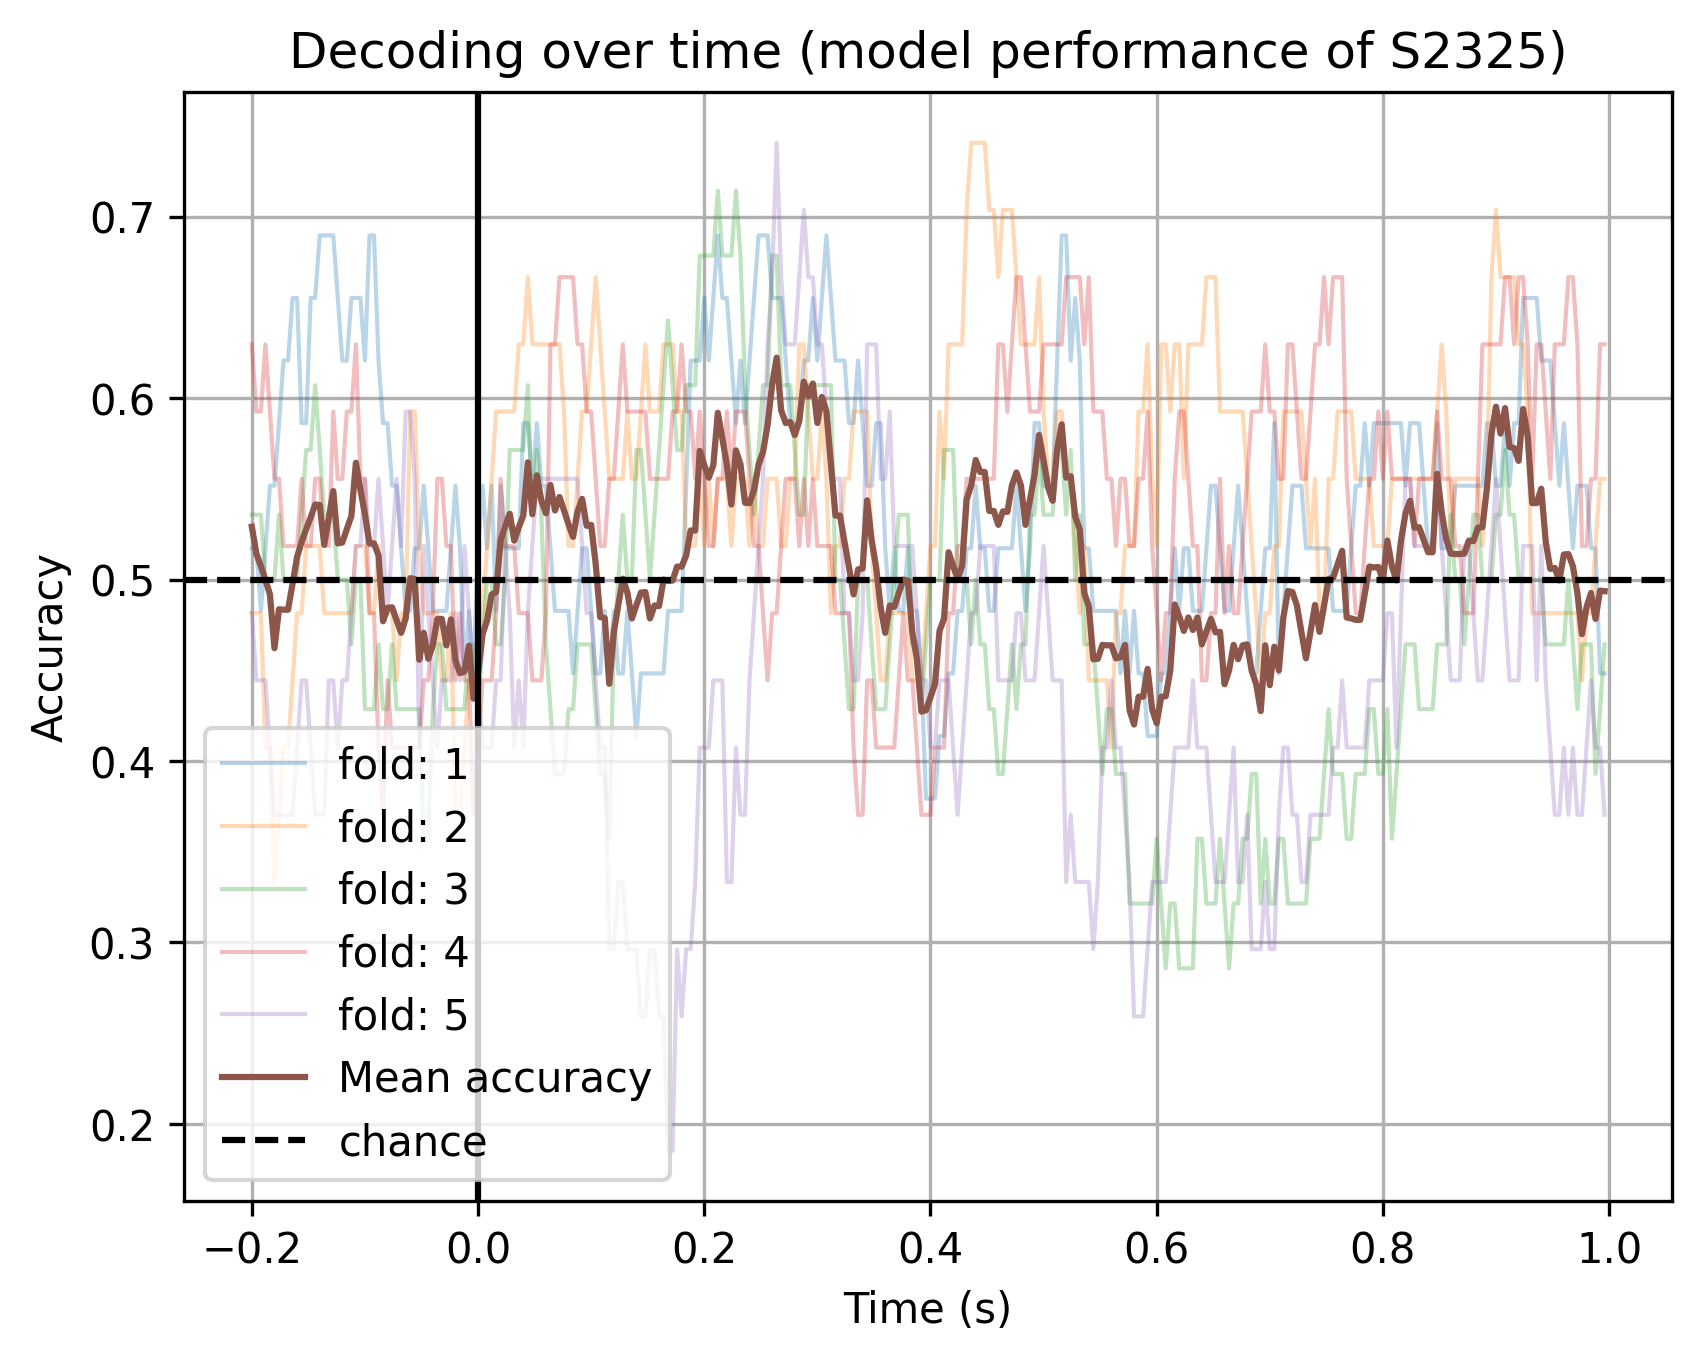 Decoding over time (model performance of S2325)
Accuracy
0.7
0.6
0.5
0.4
0.3
0.2
fold: 1
fold: 2
fold: 3
fold: 4
fold: 5
Mean accuracy
chance
−0.2 0.0 0.2 0.4 0.6 0.8 1.0
Time (s)